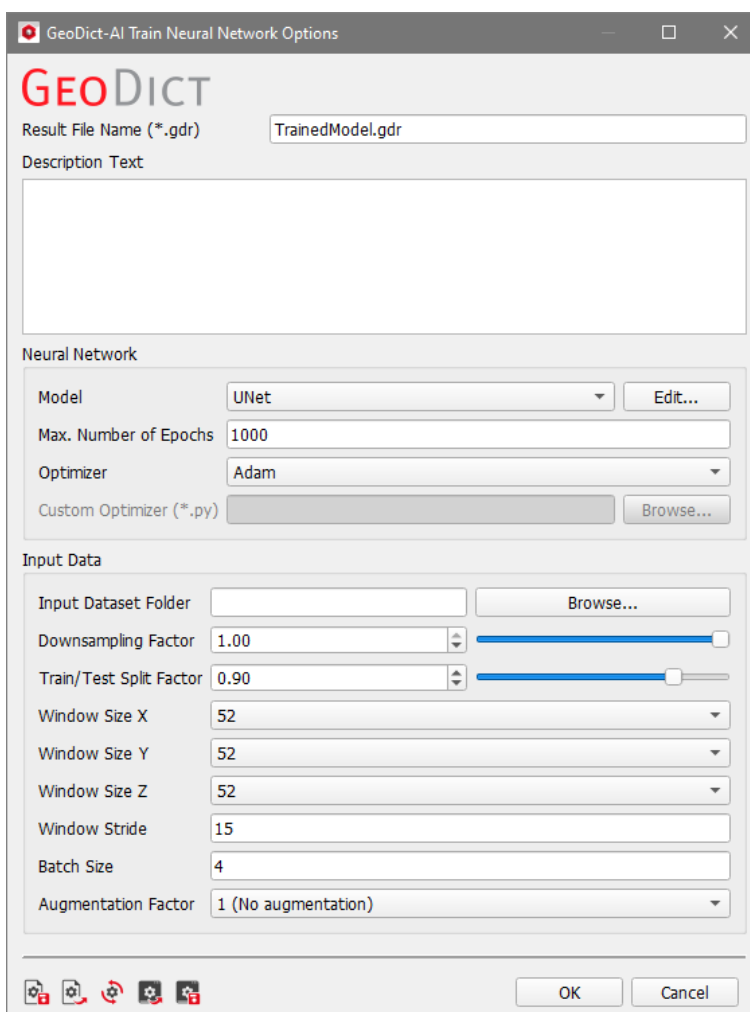 GeoDict-AI Train Neural Network Options
GEODICT
Result File Name (*.gdr) TrainedModel.gdr
Description Text
Neural Network
Model UNet Edit...
Max. Number of Epochs 1000
Optimizer Adam
Custom Optimizer (*.py) Browse...
Input Data
Input Dataset Folder Browse...
Downsampling Factor 1.00
Train/Test Split Factor 0.90
Window Size X 52
Window Size Y 52
Window Size Z 52
Window Stride 15
Batch Size 4
Augmentation Factor 1 (No augmentation)
OK Cancel